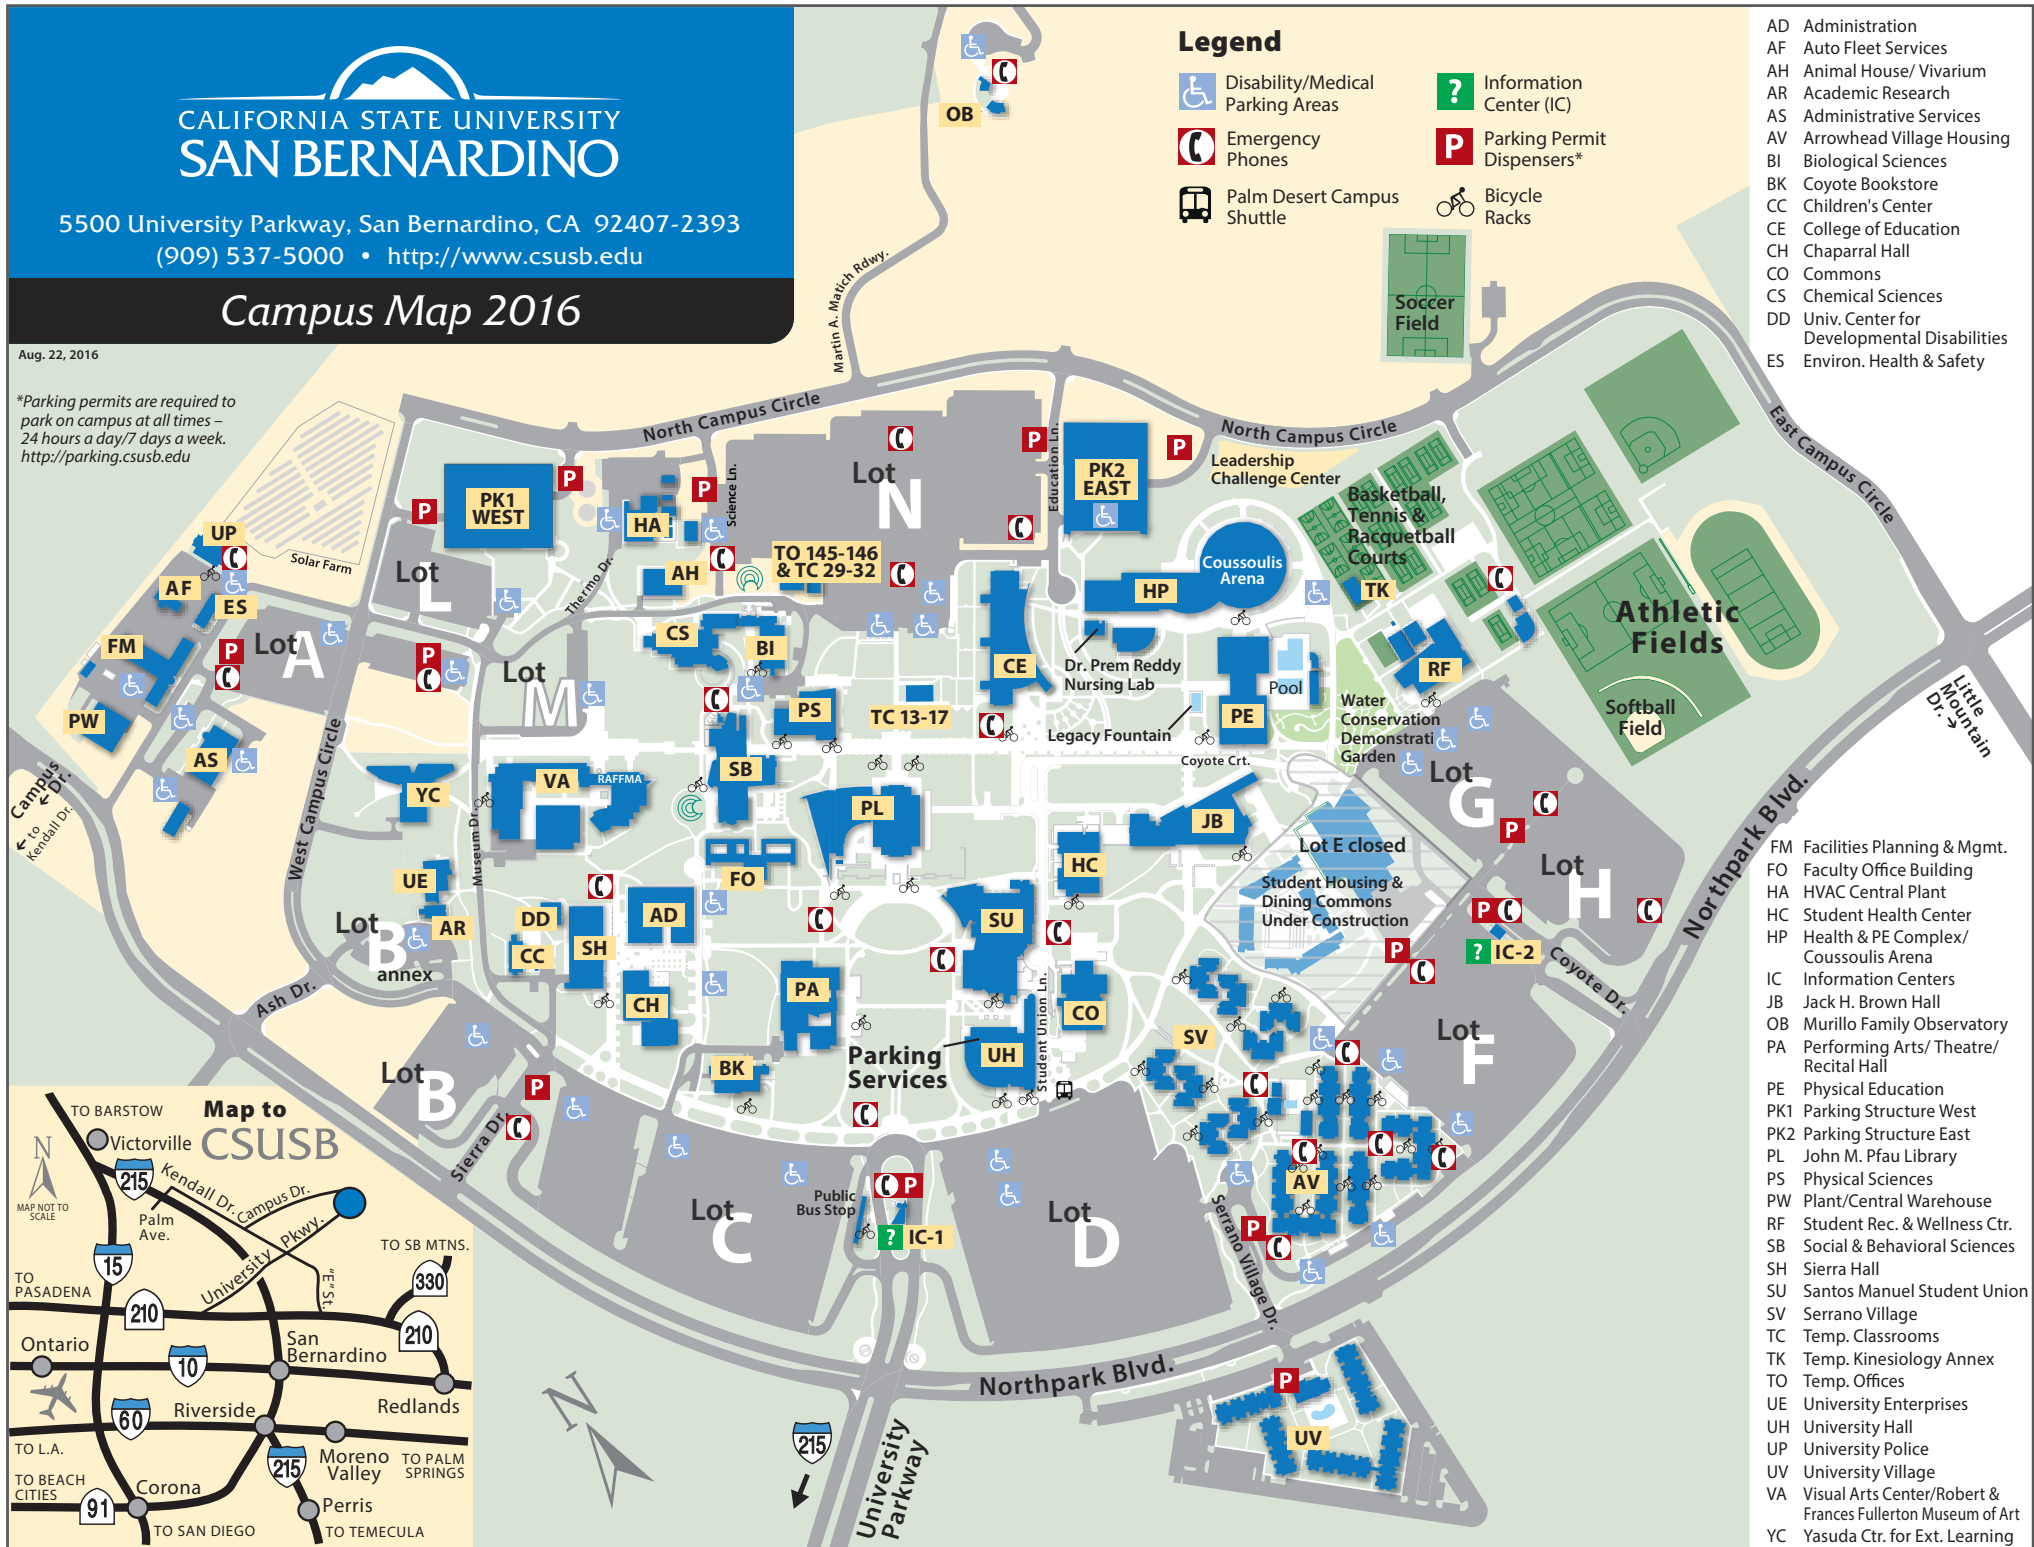 CALIFORNIA STATE UNIVERSITY
SAN BERNARDINO
5500 University Parkway, San Bernardino, CA 92407-2393
(909) 537-5000 • http://www.csusb.edu
Campus Map 2016
Aug. 22, 2016
*Parking permits are required to
park on campus at all times –
24 hours a day/7 days a week.
http://parking.csusb.edu
Legend
Disability/Medical
Parking Areas
Emergency
Phones
Palm Desert Campus
Shuttle
?
Information
Center (IC)
P
Parking Permit
Dispensers*
Bicycle
Racks
AD Administration
AF Auto Fleet Services
AH Animal House/ Vivarium
AR Academic Research
AS Administrative Services
AV Arrowhead Village Housing
BI Biological Sciences
BK Coyote Bookstore
CC Children's Center
CE College of Education
CH Chaparral Hall
CO Commons
CS Chemical Sciences
DD Univ. Center for
Developmental Disabilities
ES Environ. Health & Safety
FM Facilities Planning & Mgmt.
FO Faculty Office Building
HA HVAC Central Plant
HC Student Health Center
HP Health & PE Complex/
Coussoulis Arena
IC Information Centers
JB Jack H. Brown Hall
OB Murillo Family Observatory
PA Performing Arts/ Theatre/
Recital Hall
PE Physical Education
PK1 Parking Structure West
PK2 Parking Structure East
PL John M. Pfau Library
PS Physical Sciences
PW Plant/Central Warehouse
RF Student Rec. & Wellness Ctr.
SB Social & Behavioral Sciences
SH Sierra Hall
SU Santos Manuel Student Union
SV Serrano Village
TC Temp. Classrooms
TK Temp. Kinesiology Annex
TO Temp. Offices
UE University Enterprises
UH University Hall
UP University Police
UV University Village
VA Visual Arts Center/Robert &
Frances Fullerton Museum of Art
YC Yasuda Ctr. for Ext. Learning
OB
Martin A. Matich Rdwy.
Soccer
Field
North Campus Circle
North Campus Circle
East Campus Circle
Leadership
Challenge Center
Basketball,
Tennis &
Racquetball
Courts
PK1
WEST
P
P
P
P
P
PK2
EAST
Education Ln.
Science Ln.
Lot
N
HA
AH
TO 145-146
& TC 29-32
Thermo Dr.
UP
Solar Farm
AF
ES
FM
P
Lot
A
Lot
L
P
Lot
M
CS
BI
CE
HP
Coussoulis
Arena
Dr. Prem Reddy
Nursing Lab
TK
RF
Athletic
Fields
Softball
Field
Little
Mountain
Dr. →
PW
AS
PS
TC 13-17
Legacy Fountain
PE
Pool
Water
Conservation
Demonstrati
Garden
Coyote Crt.
Campus
Dr.
←
← to
Kendall Dr.
West Campus Circle
YC
VA
RAFFMA
Museum Dr.
SB
PL
JB
Lot
G
P
Lot E closed
Student Housing &
Dining Commons
Under Construction
Lot
H
Northpark Blvd.
UE
AR
Lot
B
annex
DD
CC
SH
AD
FO
HC
SU
P
? IC-2
Coyote Dr.
P
Ash Dr.
CH
PA
CO
Student Union Ln.
SV
Lot
F
Lot
B
P
Sierra Dr.
BK
Parking
Services
UH
Lot
C
Public
Bus Stop
P
? IC-1
Lot
D
AV
P
Serrano Village Dr.
Northpark Blvd.
P
UV
N
215
University
Parkway
Map to
CSUSB
N
MAP NOT TO
SCALE
TO BARSTOW
Victorville
215
Kendall Dr.
Campus Dr.
Palm
Ave.
University Pkwy.
"E" St.
TO SB MTNS.
330
15
TO
PASADENA
210
210
Ontario
10
San
Bernardino
Redlands
60
Riverside
TO L.A.
Moreno
Valley
TO PALM
SPRINGS
215
TO BEACH
CITIES
91
Corona
Perris
TO SAN DIEGO
TO TEMECULA